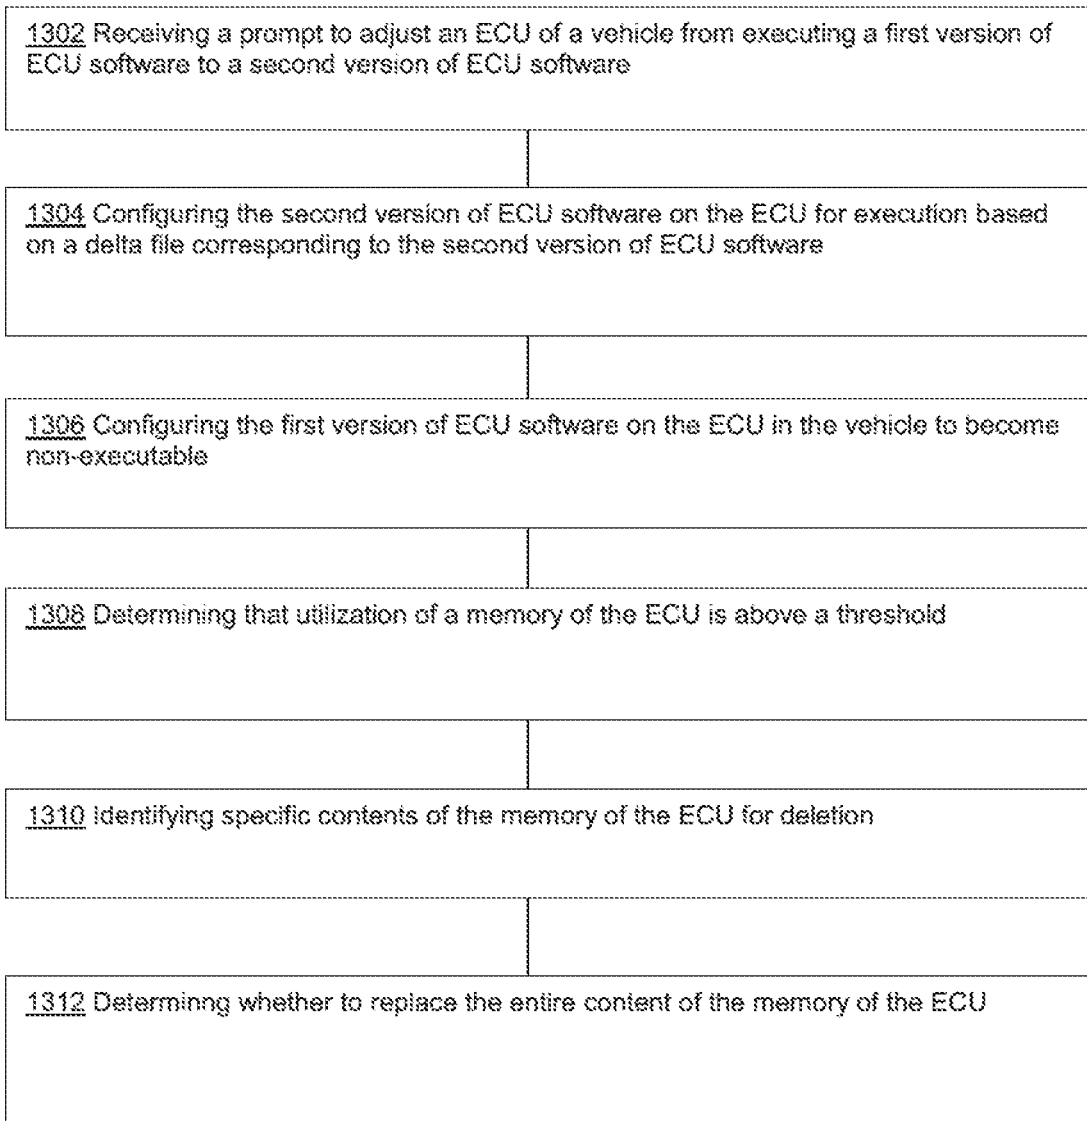 1302 Receiving a prompt to adjust an ECU of a vehicle from executing a first version of
ECU software to a second version of ECU software
1304 Configuring the second version of ECU software on the ECU for execution based
on a delta file corresponding to the second version of ECU software
1306 Configuring the first version of ECU software on the ECU in the vehicle to become
non-executable
1308 Determining that utilization of a memory of the ECU is above a threshold
1310 Identifying specific contents of the memory of the ECU for deletion
1312 Determinng whether to replace the entire content of the memory of the ECU